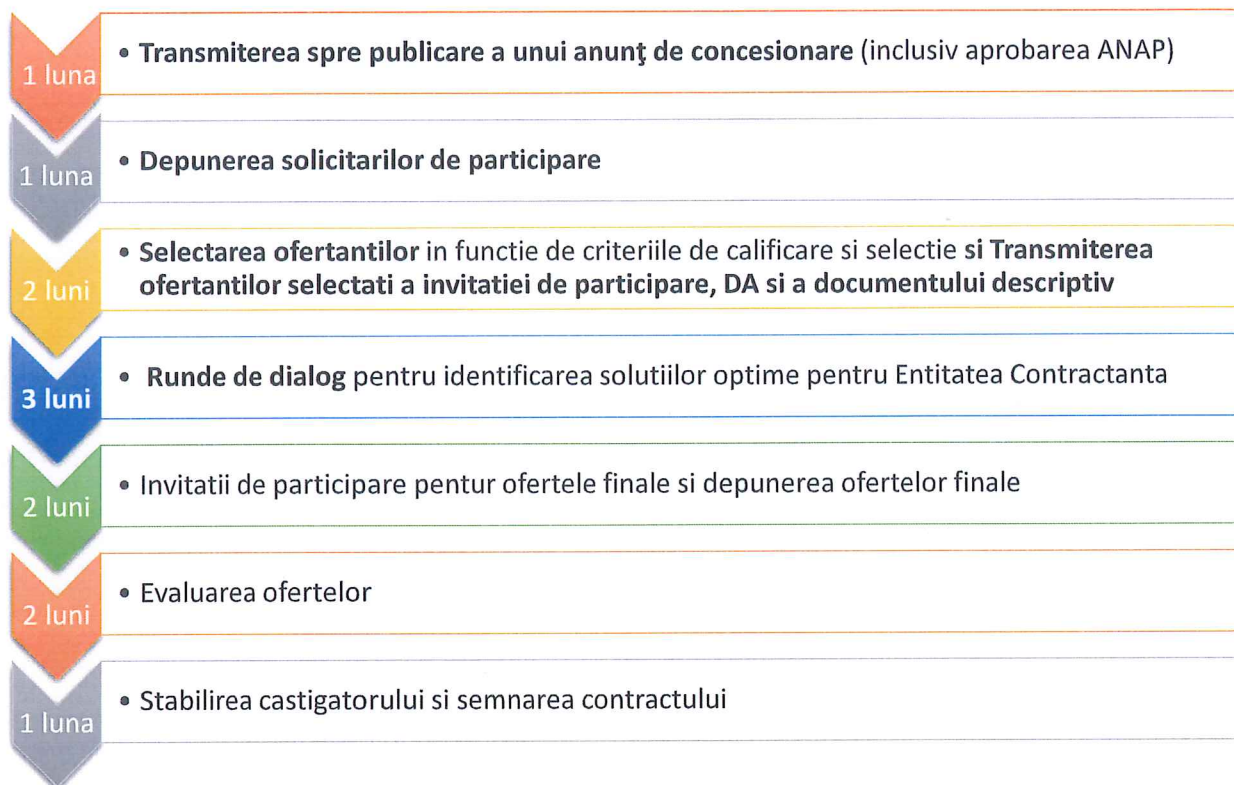 1 luna
• Transmiterea spre publicare a unui anunţ de concesionare (inclusiv aprobarea ANAP)
1 luna
• Depunerea solicitarilor de participare
2 luni
• Selectarea ofertantilor in functie de criteriile de calificare si selectie si Transmiterea
ofertantilor selectati a invitatiei de participare, DA si a documentului descriptiv
3 luni
• Runde de dialog pentru identificarea solutiilor optime pentru Entitatea Contractanta
2 luni
• Invitatii de participare pentur ofertele finale si depunerea ofertelor finale
2 luni
• Evaluarea ofertelor
1 luna
• Stabilirea castigatorului si semnarea contractului